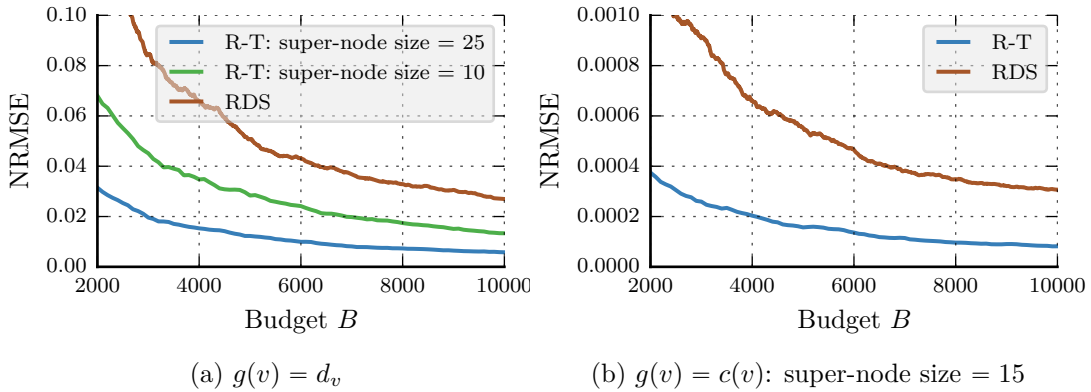 0.10
0.08
0.06
0.04
0.02
0.00
NRMSE
2000 4000 6000 8000 10000
Budget B
R-T: super-node size = 25
R-T: super-node size = 10
RDS
(a) g(v) = d_v
0.0010
0.0008
0.0006
0.0004
0.0002
0.0000
NRMSE
2000 4000 6000 8000 10000
Budget B
R-T
RDS
(b) g(v) = c(v): super-node size = 15